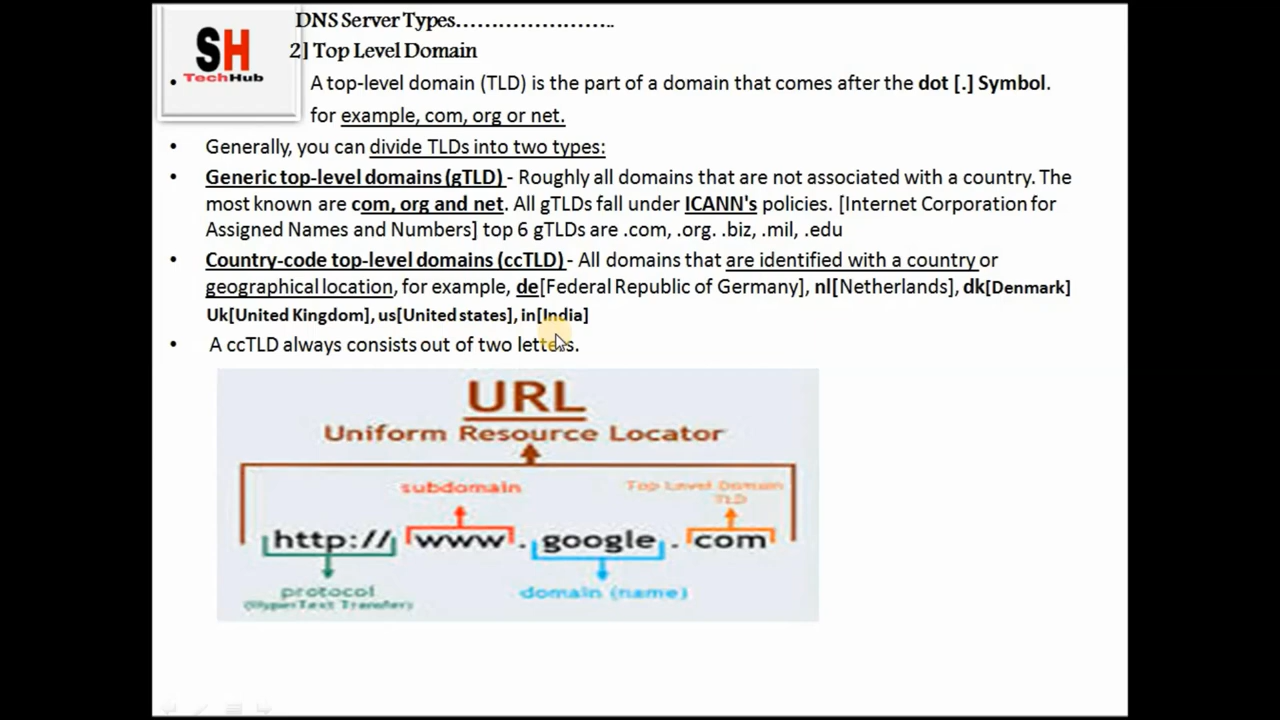 SH
TechHub
DNS Server Types…………………..
2] Top Level Domain
• A top-level domain (TLD) is the part of a domain that comes after the dot [.] Symbol.
for example, com, org or net.
• Generally, you can divide TLDs into two types:
• Generic top-level domains (gTLD) - Roughly all domains that are not associated with a country. The
most known are com, org and net. All gTLDs fall under ICANN's policies. [Internet Corporation for
Assigned Names and Numbers] top 6 gTLDs are .com, .org. .biz, .mil, .edu
• Country-code top-level domains (ccTLD) - All domains that are identified with a country or
geographical location, for example, de[Federal Republic of Germany], nl[Netherlands], dk[Denmark]
Uk[United Kingdom], us[United states], in[India]
• A ccTLD always consists out of two letters.
URL
Uniform Resource Locator
subdomain
Top Level Domain
TLD
http:// www . google . com
protocol
(HyperText Transfer)
domain (name)